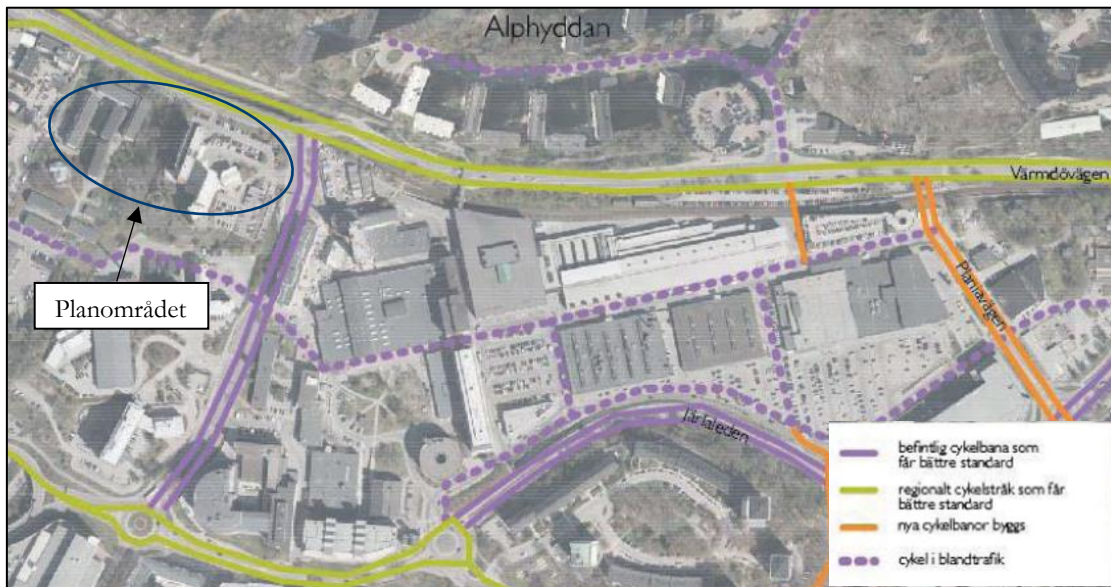 Alphyddan
Värmdövägen
Planområdet
Planiavägen
Järlaleden
befintlig cykelbana som
får bättre standard
regionalt cykelstråk som får
bättre standard
nya cykelbanor byggs
cykel i blandtrafik